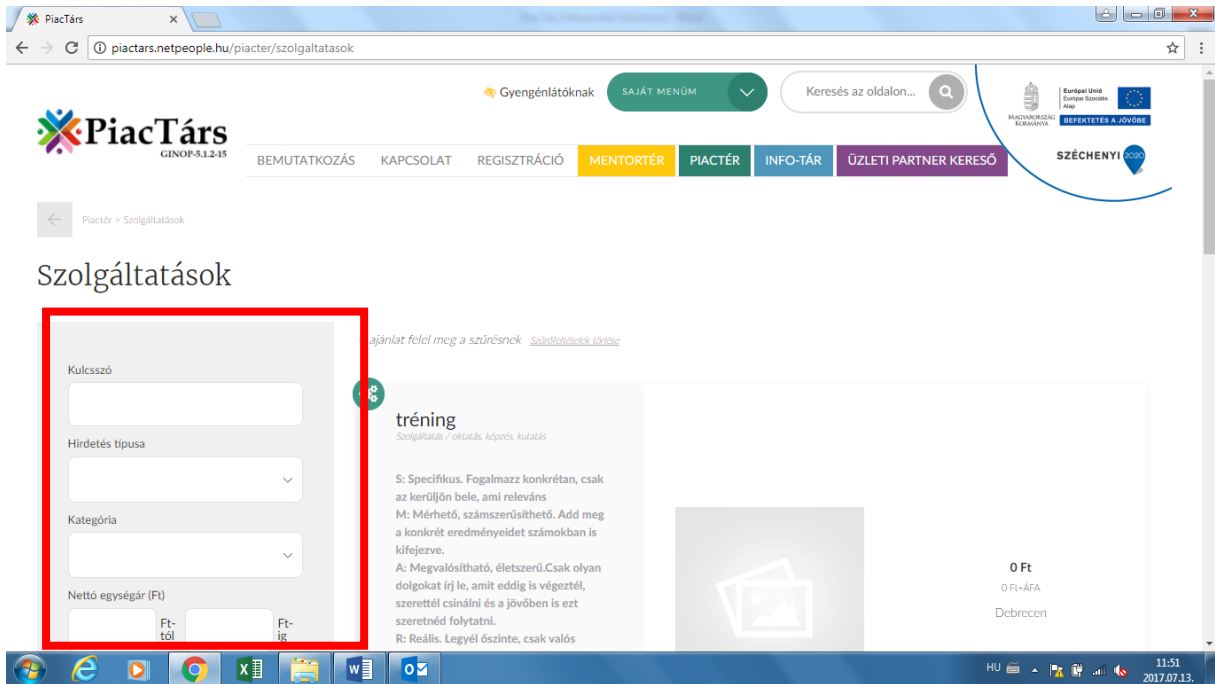 PiacTárs
piactars.netpeople.hu/piacter/szolgaltatasok
Gyengénlátóknak
SAJÁT MENÜM
Keresés az oldalon...
PiacTárs
GINOP-5.1.2-15
BEMUTATKOZÁS KAPCSOLAT REGISZTRÁCIÓ MENTORTÉR PIACTÉR INFO-TÁR ÜZLETI PARTNER KERESŐ
MAGYARORSZÁG
KORMÁNYA
Európai Unió
Európai Szociális
Alap
BEFEKTETÉS A JÖVŐBE
SZÉCHENYI 2020
Piactér > Szolgáltatások
Szolgáltatások
ajánlat felel meg a szűrésnek Szűrőfeltételek törlése
Kulcsszó
Hirdetés típusa
Kategória
Nettó egységár (Ft)
Ft-
tól
Ft-
ig
tréning
Szolgáltatás / oktatás, képzés, kutatás
S: Specifikus. Fogalmazz konkrétan, csak
az kerüljön bele, ami releváns
M: Mérhető, számszerűsíthető. Add meg
a konkrét eredményeidet számokban is
kifejezve.
A: Megvalósítható, életszerű.Csak olyan
dolgokat írj le, amit eddig is végeztél,
szerettél csinálni és a jövőben is ezt
szeretnéd folytatni.
R: Reális. Legyél őszinte, csak valós
0 Ft
0 Ft+ÁFA
Debrecen
HU
11:51
2017.07.13.